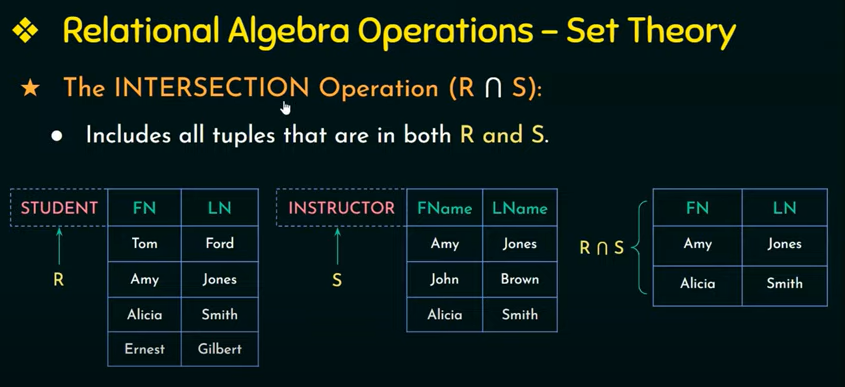 ❖ Relational Algebra Operations – Set Theory
★ The INTERSECTION Operation (R ∩ S):
● Includes all tuples that are in both R and S.
STUDENT FN LN
Tom Ford
Amy Jones
Alicia Smith
Ernest Gilbert
R
INSTRUCTOR FName LName
Amy Jones
John Brown
Alicia Smith
S
R ∩ S
FN LN
Amy Jones
Alicia Smith